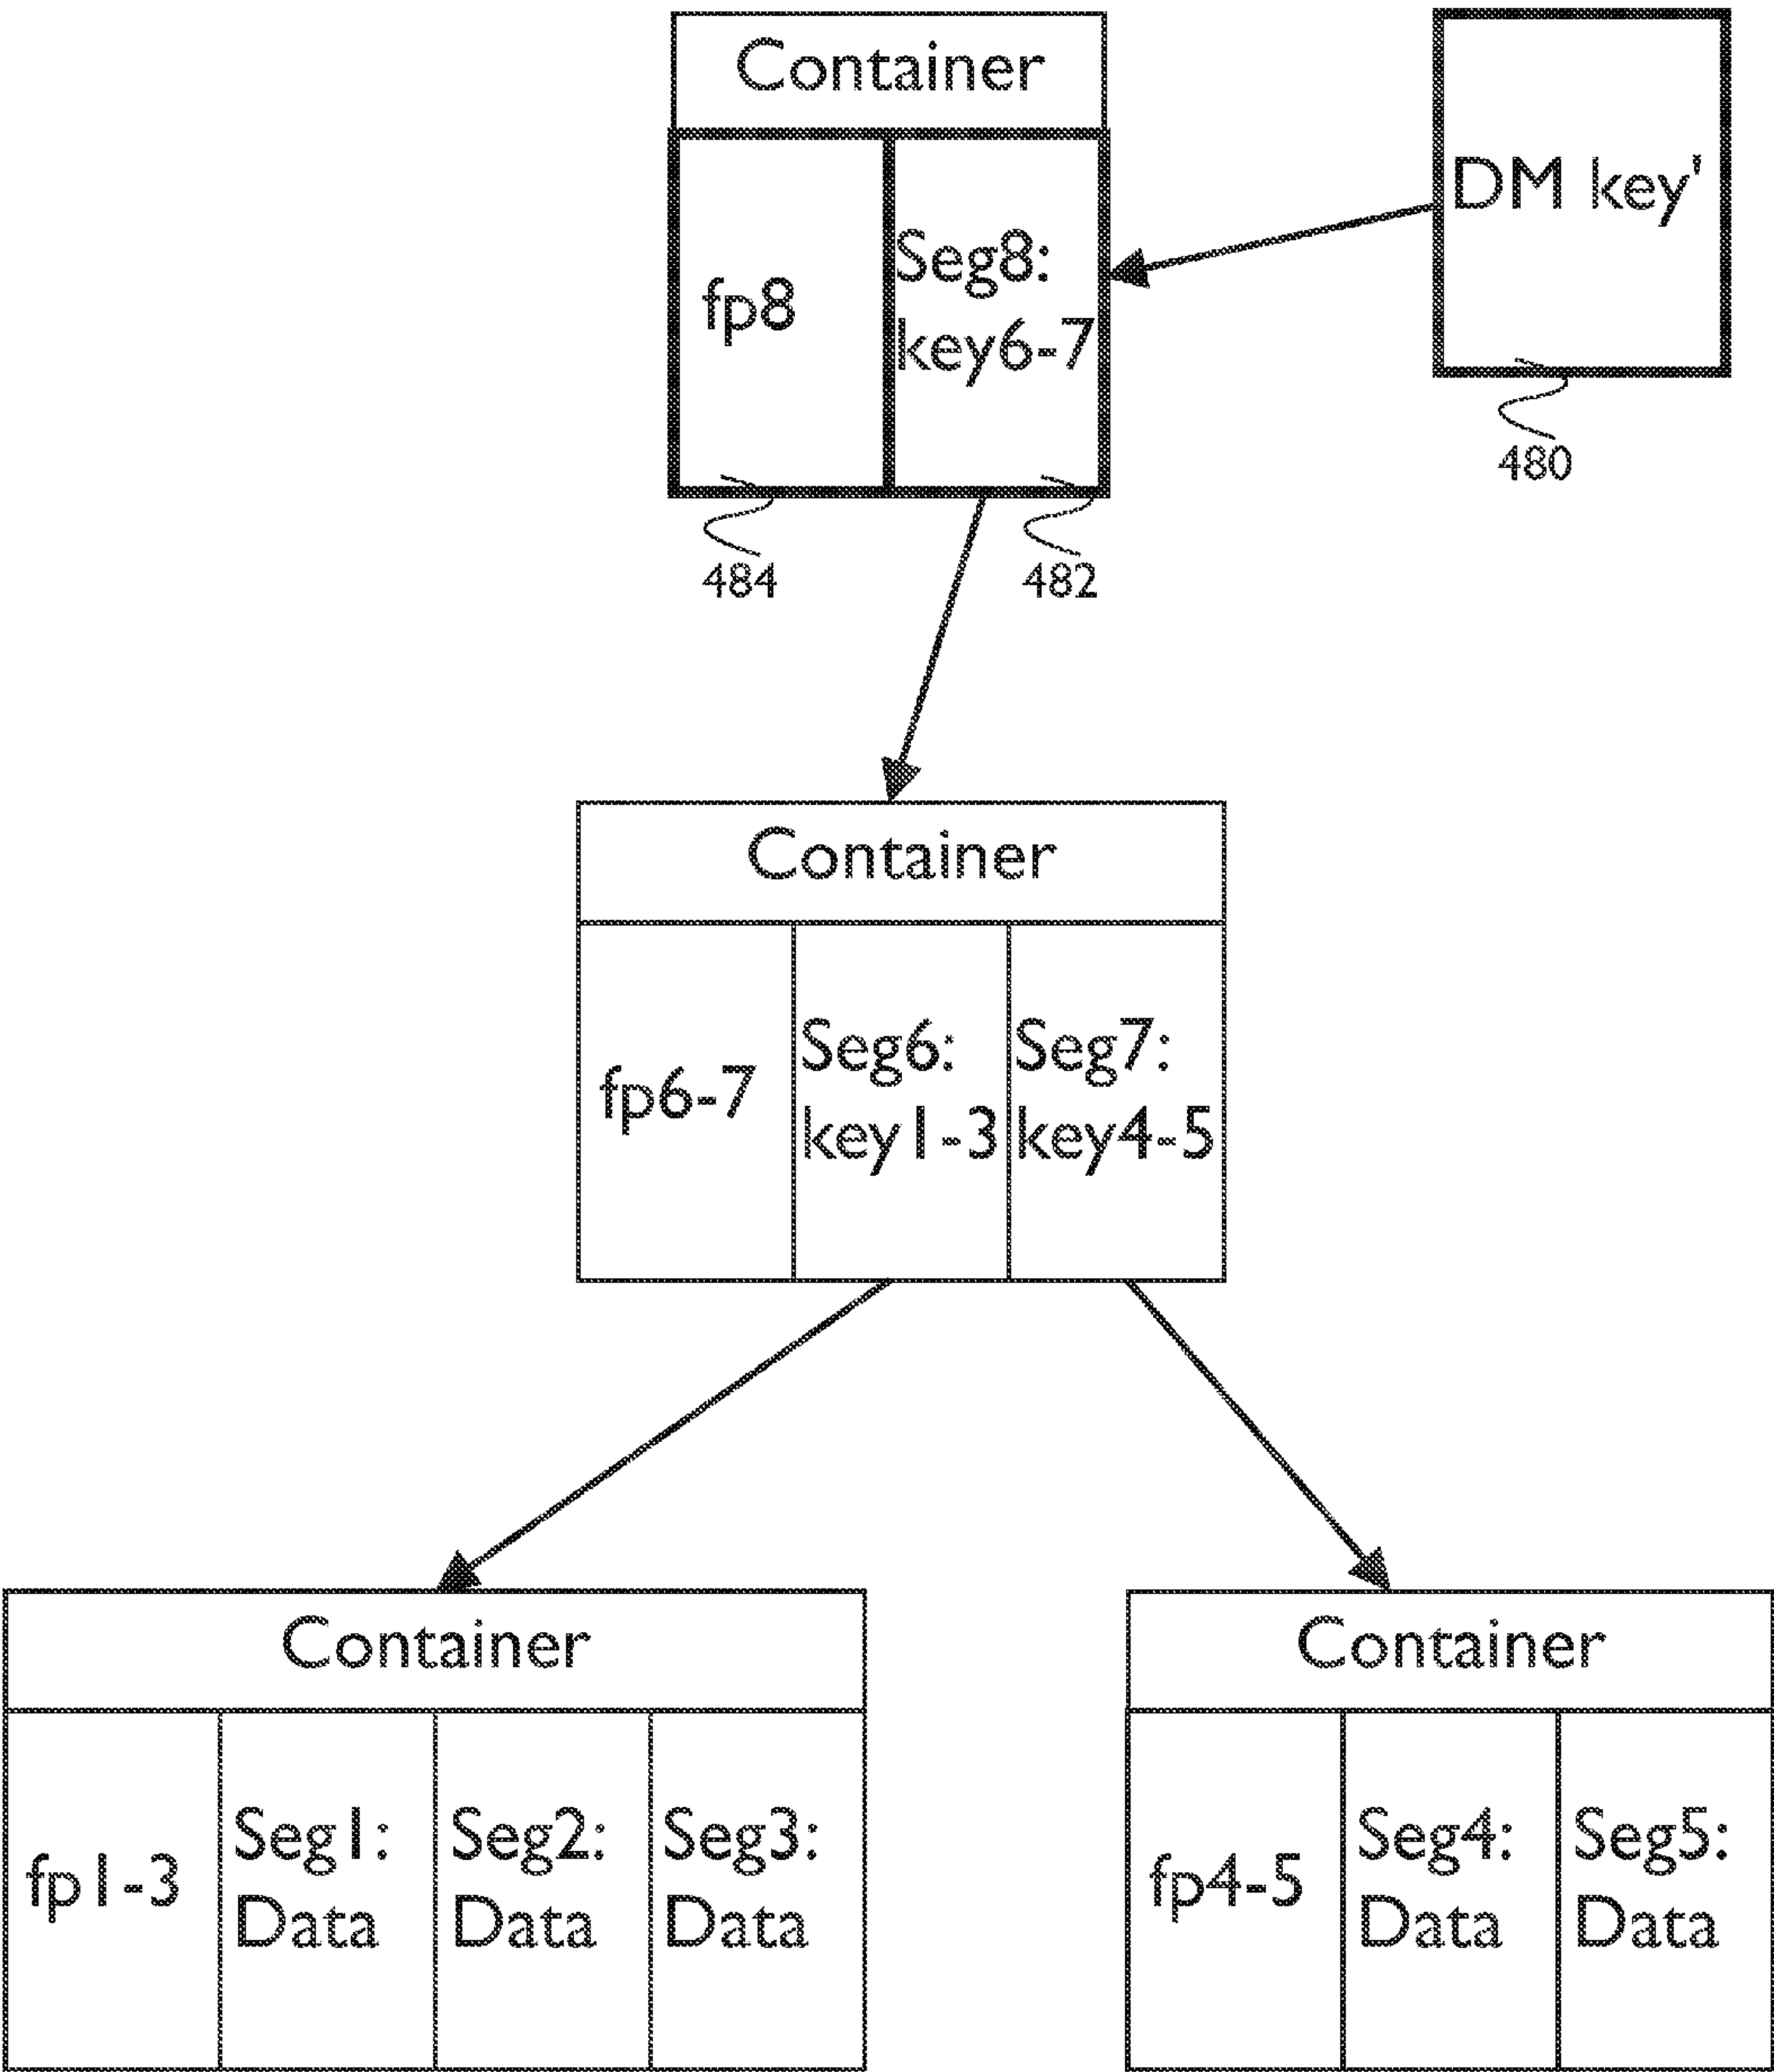 Container
DM key'
fp8
Seg8:
key6-7
480
484
482
Container
fp6-7
Seg6:
key1-3
Seg7:
key4-5
Container
fp1-3
Seg1:
Data
Seg2:
Data
Seg3:
Data
Container
fp4-5
Seg4:
Data
Seg5:
Data